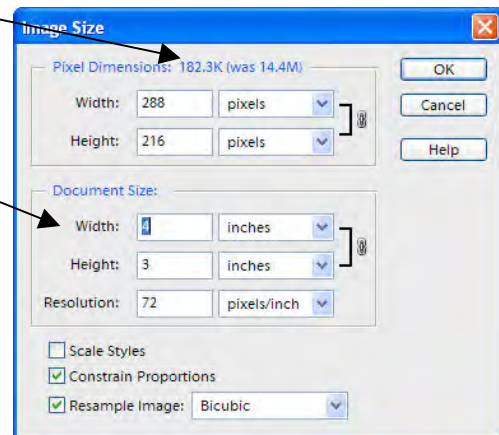 Image Size
Pixel Dimensions: 182.3K (was 14.4M)
OK
Width: 288 pixels
Cancel
Height: 216 pixels
Help
Document Size:
Width: 4 inches
Height: 3 inches
Resolution: 72 pixels/inch
Scale Styles
Constrain Proportions
Resample Image: Bicubic